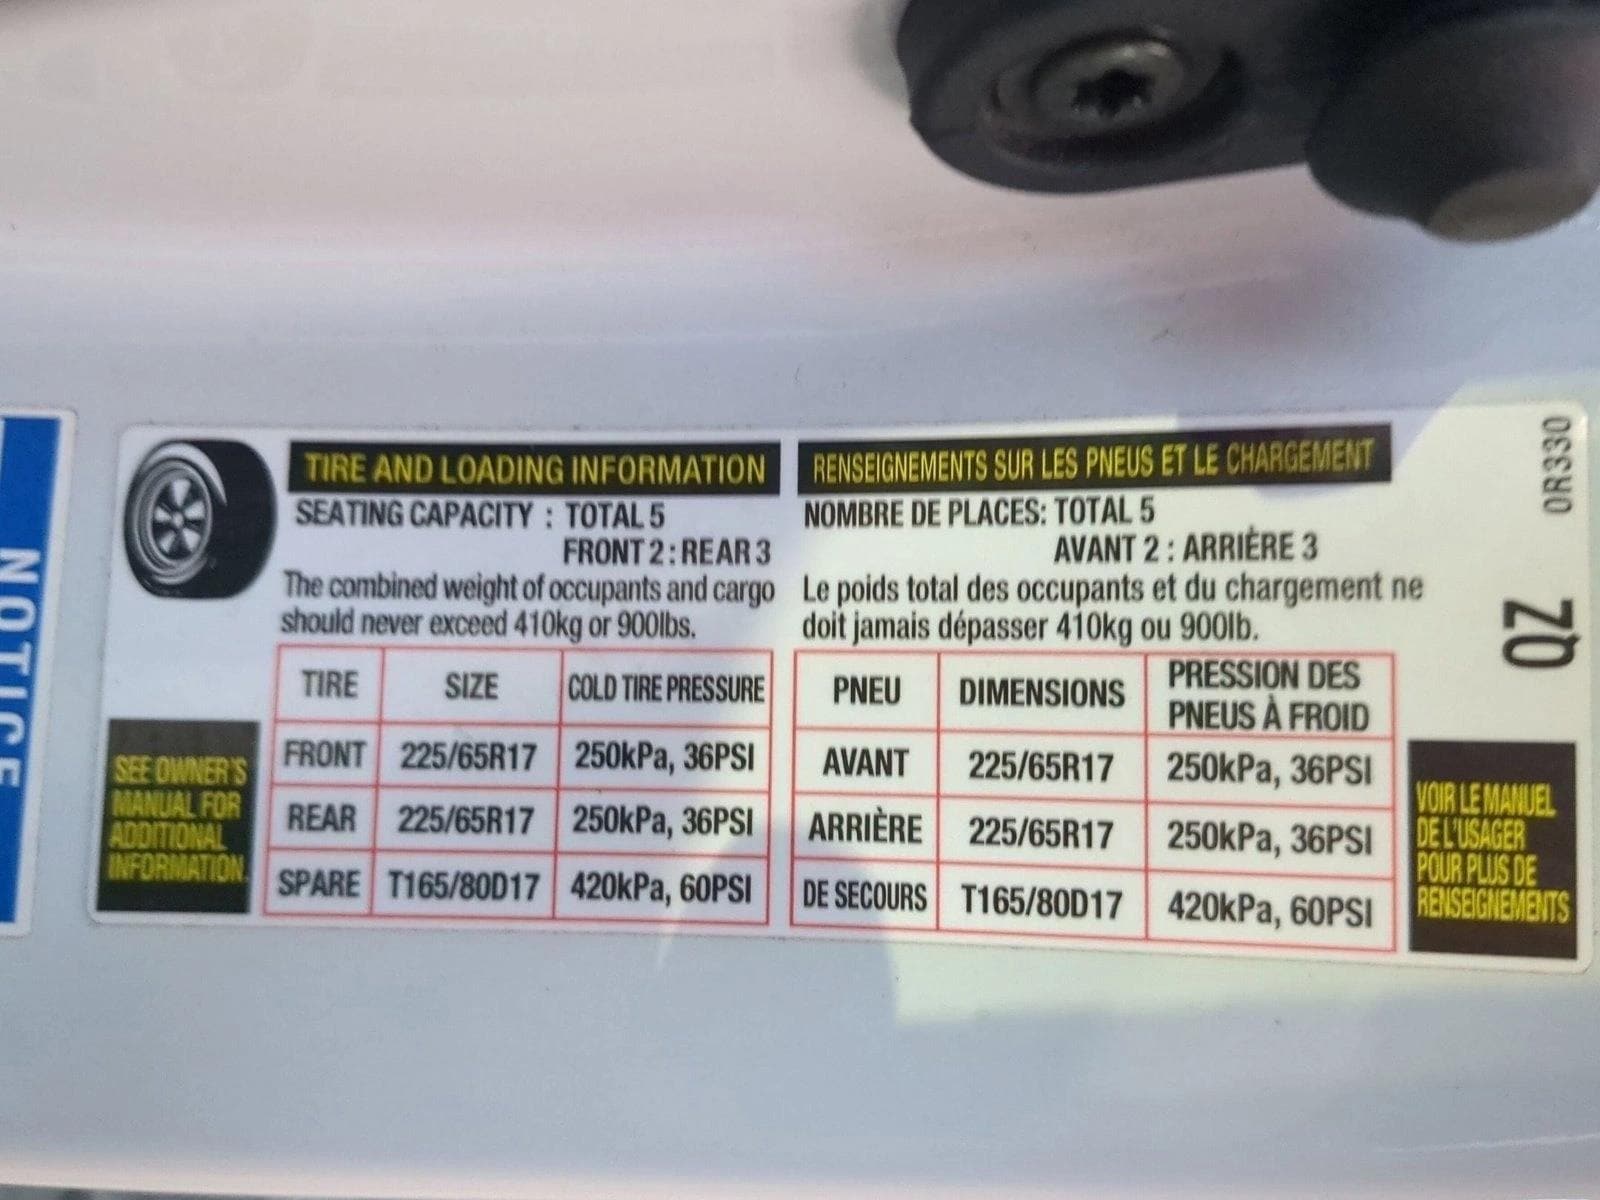 NOTICE
TIRE AND LOADING INFORMATION
SEATING CAPACITY : TOTAL 5
FRONT 2 : REAR 3
The combined weight of occupants and cargo
should never exceed 410kg or 900lbs.
TIRE SIZE COLD TIRE PRESSURE
FRONT 225/65R17 250kPa, 36PSI
REAR 225/65R17 250kPa, 36PSI
SPARE T165/80D17 420kPa, 60PSI
SEE OWNER'S
MANUAL FOR
ADDITIONAL
INFORMATION.
RENSEIGNEMENTS SUR LES PNEUS ET LE CHARGEMENT
NOMBRE DE PLACES: TOTAL 5
AVANT 2 : ARRIÈRE 3
Le poids total des occupants et du chargement ne
doit jamais dépasser 410kg ou 900lb.
PNEU DIMENSIONS PRESSION DES
PNEUS À FROID
AVANT 225/65R17 250kPa, 36PSI
ARRIÈRE 225/65R17 250kPa, 36PSI
DE SECOURS T165/80D17 420kPa, 60PSI
VOIR LE MANUEL
DE L'USAGER
POUR PLUS DE
RENSEIGNEMENTS
0R330
QZ